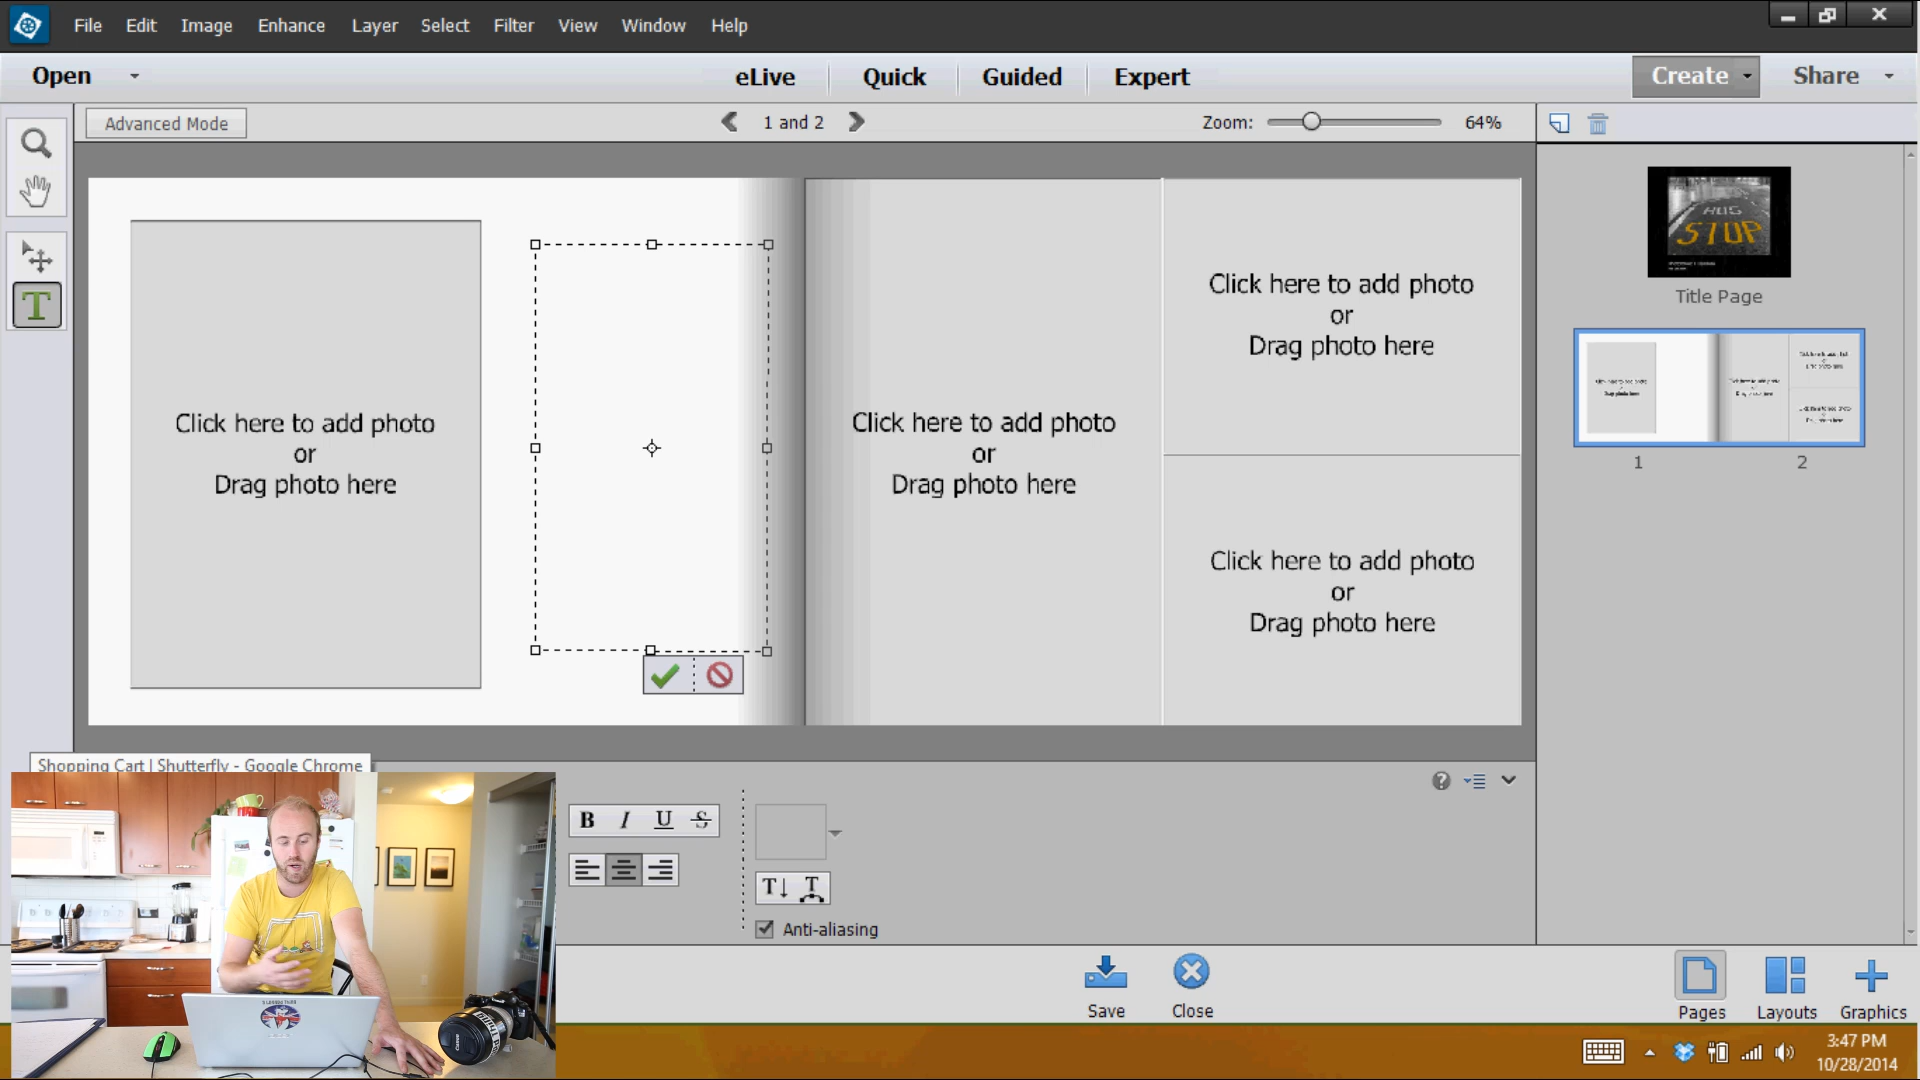 File Edit Image Enhance Layer Select Filter View Window Help
Open eLive Quick Guided Expert Create Share
Advanced Mode 1 and 2 Zoom: 64%
Click here to add photo
or
Drag photo here
Click here to add photo
or
Drag photo here
Click here to add photo
or
Drag photo here
Click here to add photo
or
Drag photo here
STOP
Title Page
1 2
Shopping Cart | Shutterfly - Google Chrome
B I U S
T T
Anti-aliasing
Save Close
Pages Layouts Graphics
3:47 PM
10/28/2014
Canon